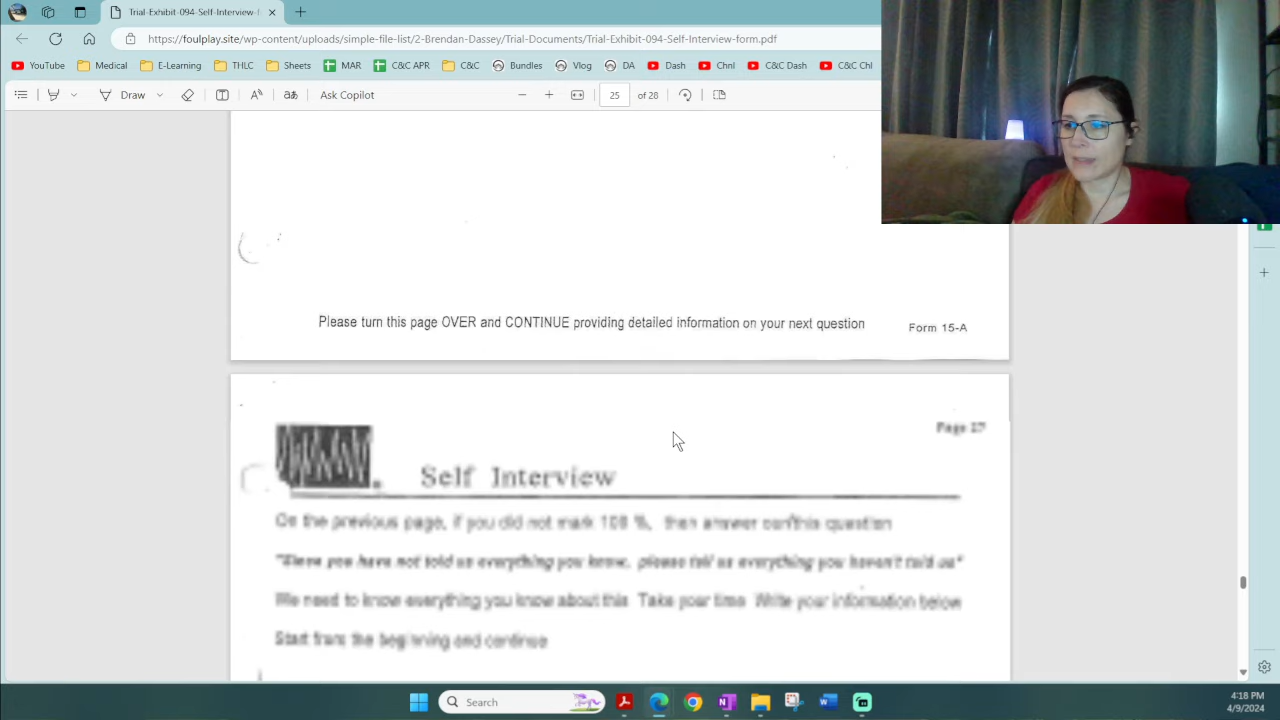 Trial-Exhibit-094-Self-Interview-f
https://foulplay.site/wp-content/uploads/simple-file-list/2-Brendan-Dassey/Trial-Documents/Trial-Exhibit-094-Self-Interview-form.pdf
YouTube Medical E-Learning THLC Sheets MAR C&C APR C&C Bundles Vlog DA Dash Chnl C&C Dash C&C Chl
Draw Ask Copilot 25 of 28
Please turn this page OVER and CONTINUE providing detailed information on your next question Form 15-A
Page 27
Self Interview
On the previous page, if you did not mark 100 %, then answer this question
"Since you have not told us everything you know, please tell us everything you haven't told us"
We need to know everything you know about this Take your time Write your information below
Start from the beginning and continue
Search
4:18 PM
4/9/2024